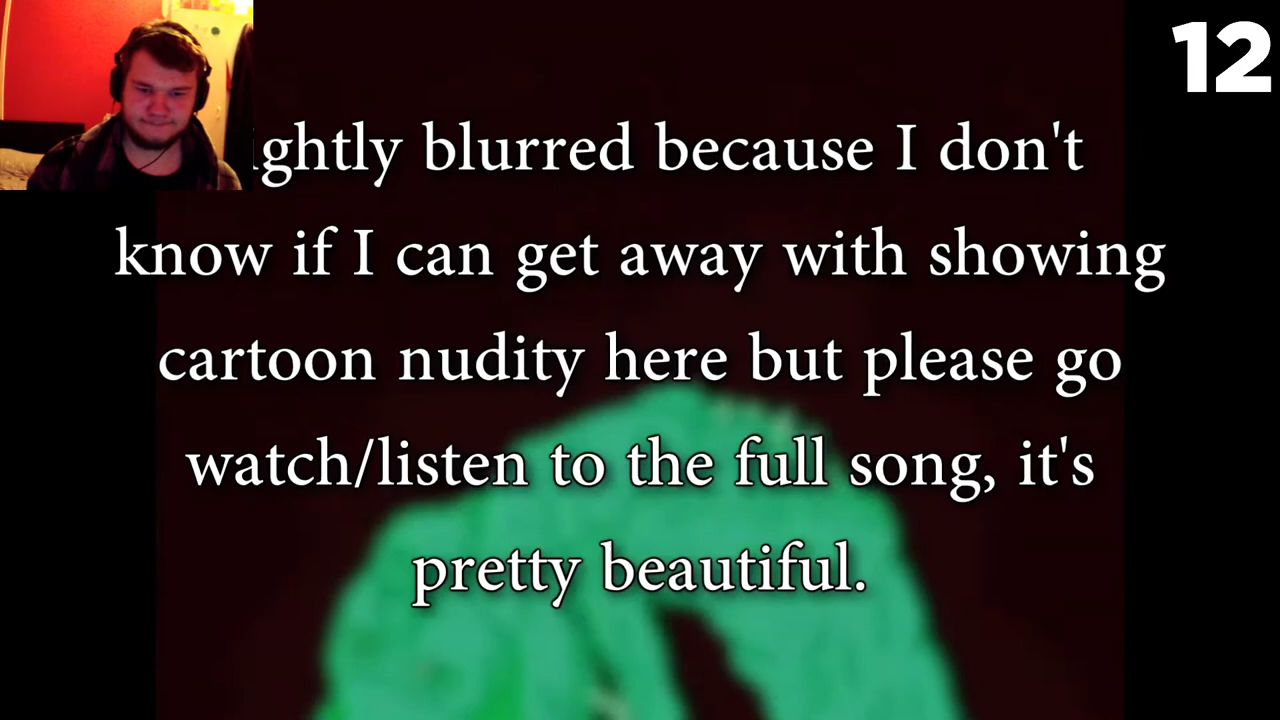 12
ghtly blurred because I don't
know if I can get away with showing
cartoon nudity here but please go
watch/listen to the full song, it's
pretty beautiful.